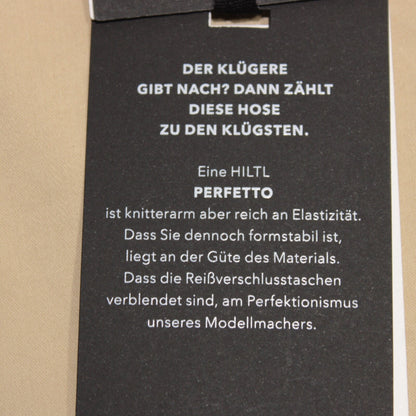 DER KLÜGERE
GIBT NACH? DANN ZÄHLT
DIESE HOSE
ZU DEN KLÜGSTEN.
Eine HILTL
PERFETTO
ist knitterarm aber reich an Elastizität.
Dass Sie dennoch formstabil ist,
liegt an der Güte des Materials.
Dass die Reißverschlusstaschen
verblendet sind, am Perfektionismus
unseres Modellmachers.